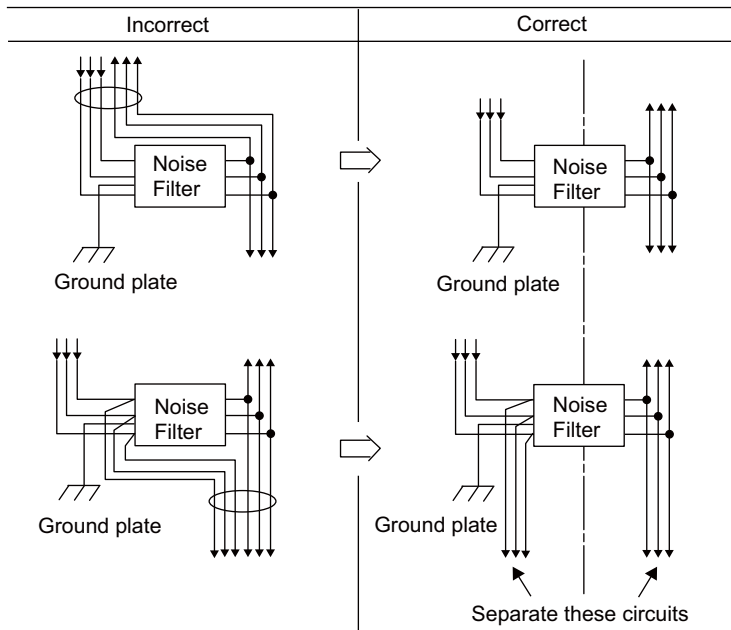 Incorrect
Correct
Noise
Filter
Ground plate
Noise
Filter
Ground plate
Noise
Filter
Ground plate
Noise
Filter
Ground plate
Separate these circuits